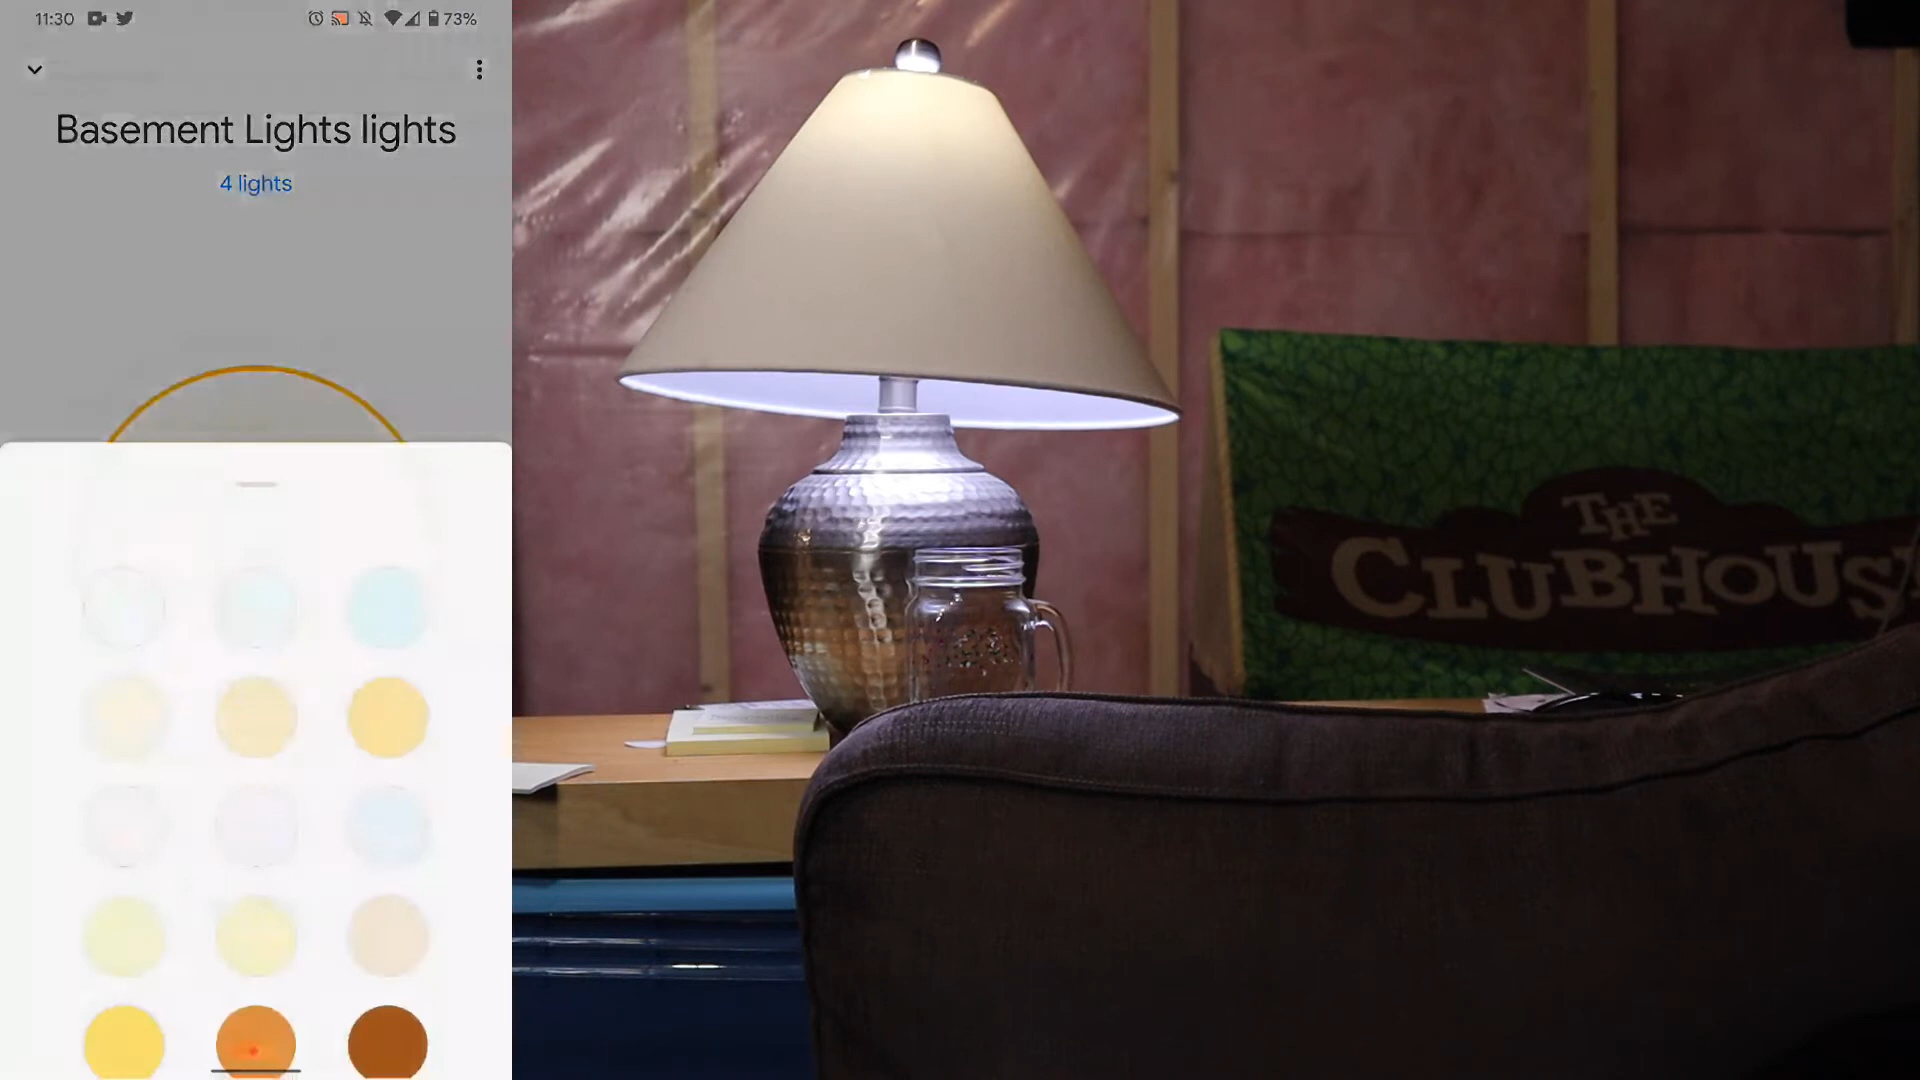 11:30
73%
Basement Lights lights
4 lights
THE
CLUBHOUS